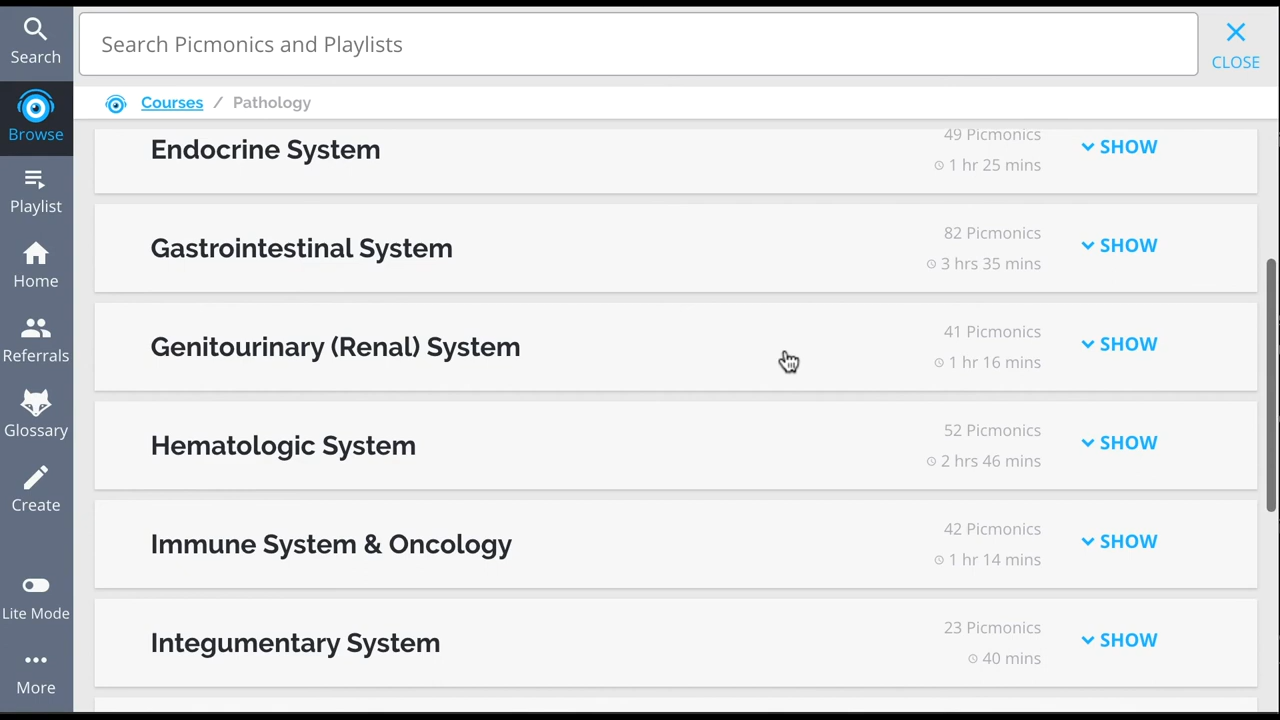 Search
Search Picmonics and Playlists
CLOSE
Courses / Pathology
Browse
Playlist
Home
Referrals
Glossary
Create
Lite Mode
More
Endocrine System
49 Picmonics
1 hr 25 mins
SHOW
Gastrointestinal System
82 Picmonics
3 hrs 35 mins
SHOW
Genitourinary (Renal) System
41 Picmonics
1 hr 16 mins
SHOW
Hematologic System
52 Picmonics
2 hrs 46 mins
SHOW
Immune System & Oncology
42 Picmonics
1 hr 14 mins
SHOW
Integumentary System
23 Picmonics
40 mins
SHOW